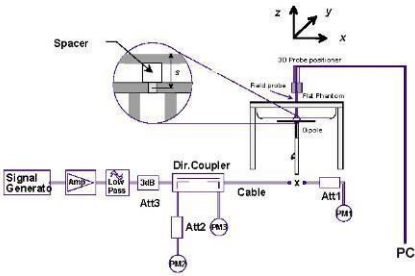 z
y
x
Spacer
s
3D Probe positioner
Field probe
Flat Phantom
Dipole
Signal
Generato
Amp
Low
Pass
3dB
Att3
Dir.Coupler
Cable
x
Att1
PM1
Att2
PM3
PM2
PC